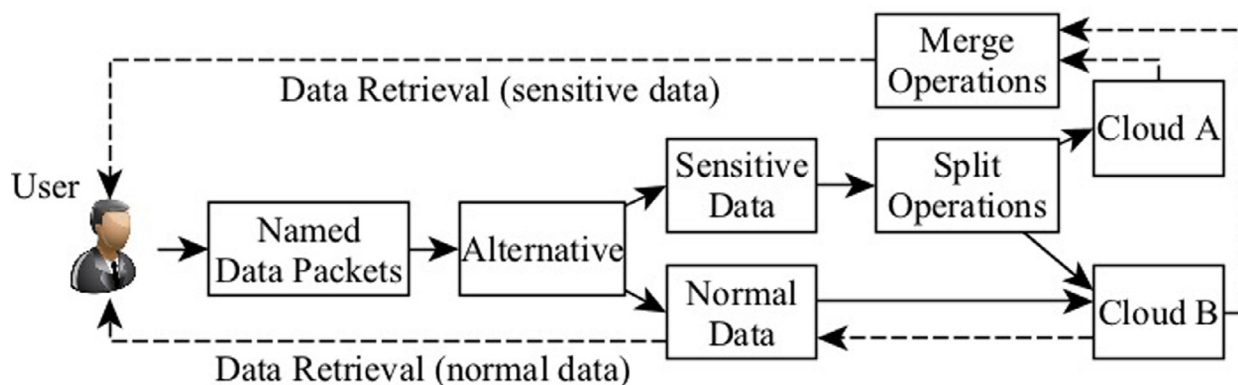 Merge
Operations
Data Retrieval (sensitive data)
Cloud A
User
Sensitive
Data
Split
Operations
Named
Data Packets
Alternative
Normal
Data
Cloud B
Data Retrieval (normal data)